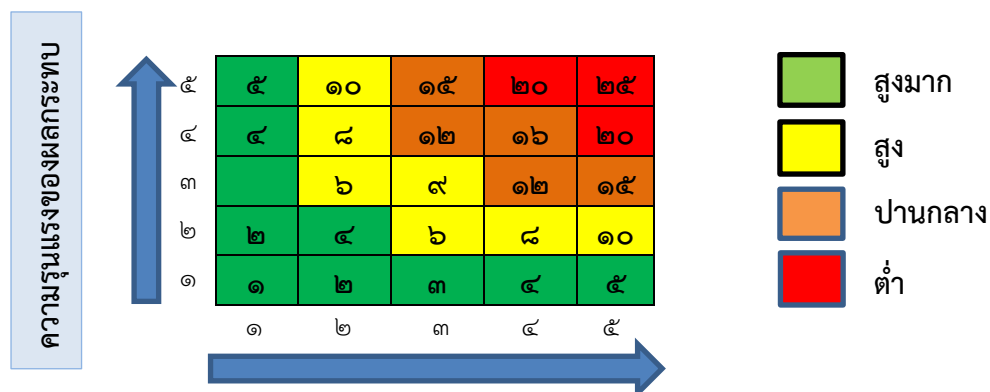 ความรุนแรงของผลกระทบ
๕ ๕ ๑๐ ๑๕ ๒๐ ๒๕
๔ ๔ ๘ ๑๒ ๑๖ ๒๐
๓ ๖ ๙ ๑๒ ๑๕
๒ ๒ ๔ ๖ ๘ ๑๐
๑ ๑ ๒ ๓ ๔ ๕
๑ ๒ ๓ ๔ ๕
สูงมาก
สูง
ปานกลาง
ต่ำ